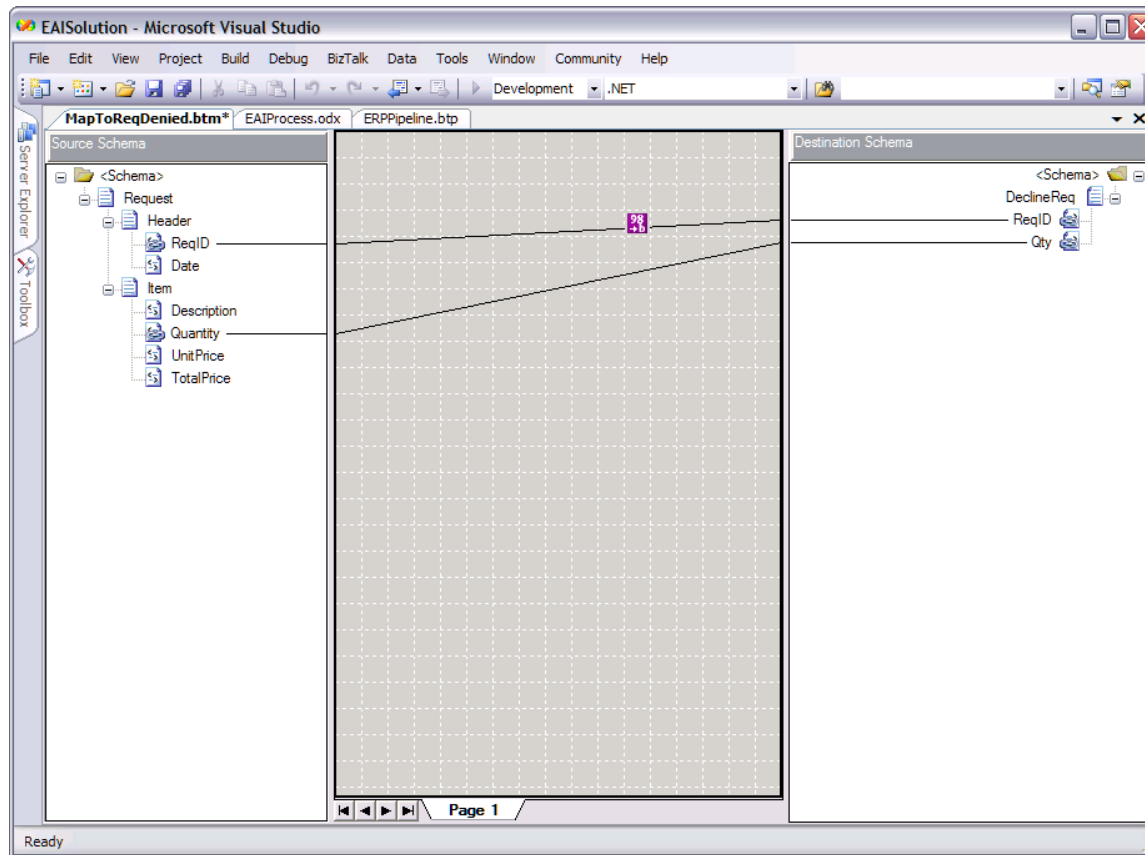 EAISolution - Microsoft Visual Studio
File Edit View Project Build Debug BizTalk Data Tools Window Community Help
Development .NET
MapToReqDenied.btm* EAIProcess.odx ERPPipeline.btp
Server Explorer
Toolbox
Source Schema
<Schema>
Request
Header
ReqID
Date
Item
Description
Quantity
UnitPrice
TotalPrice
98
→b
Destination Schema
<Schema>
DeclineReq
ReqID
Qty
Page 1
Ready